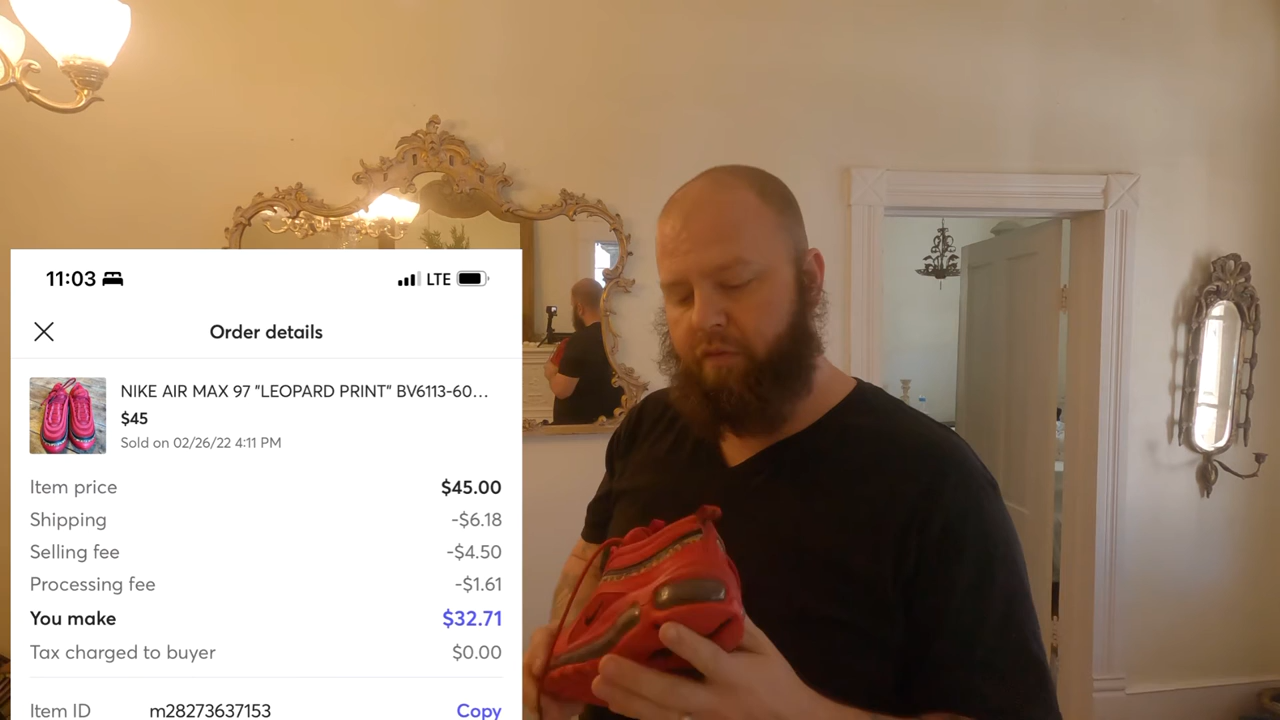 11:03
LTE
Order details
NIKE AIR MAX 97 "LEOPARD PRINT" BV6113-60...
$45
Sold on 02/26/22 4:11 PM
Item price $45.00
Shipping -$6.18
Selling fee -$4.50
Processing fee -$1.61
You make $32.71
Tax charged to buyer $0.00
Item ID m28273637153 Copy